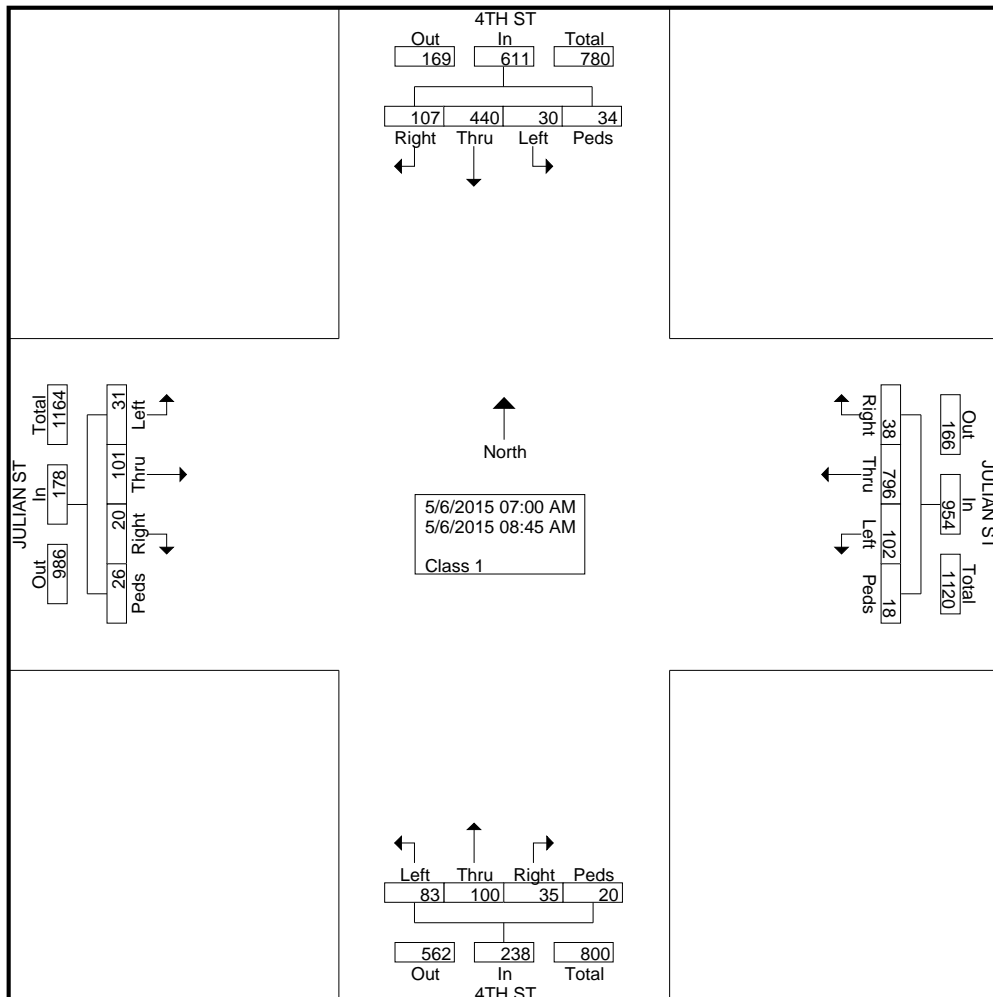 4TH ST
Out In Total
169 611 780
107 440 30 34
Right Thru Left Peds
JULIAN ST
Total In Out
1164 178 986
31 101 20 26
Left Thru Right Peds
North
5/6/2015 07:00 AM
5/6/2015 08:45 AM
Class 1
Right Thru Left Peds
38 796 102 18
166 954 1120
Out In Total
JULIAN ST
Left Thru Right Peds
83 100 35 20
562 238 800
Out In Total
4TH ST